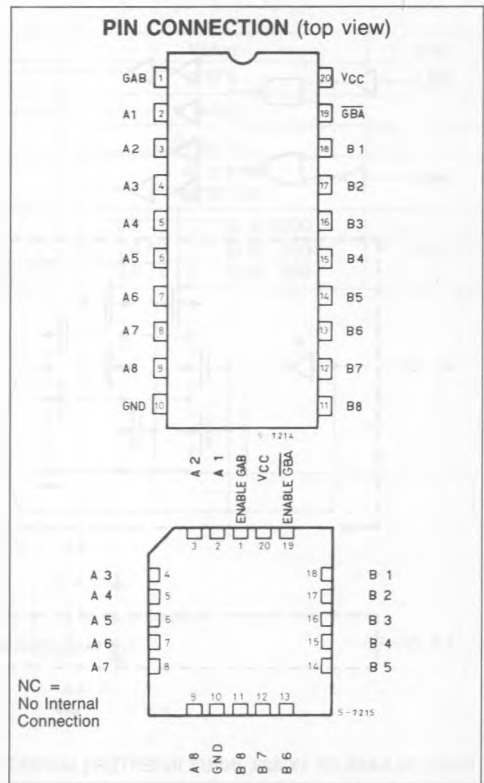 PIN CONNECTION (top view)
GAB 1 20 VCC
A1 2 19 GBA
A2 3 18 B1
A3 4 17 B2
A4 5 16 B3
A5 6 15 B4
A6 7 14 B5
A7 8 13 B6
A8 9 12 B7
GND 10 11 B8
S-7214
A2 A1 ENABLE GAB VCC ENABLE GBA
3 2 1 20 19
A3 4 18 B1
A4 5 17 B2
A5 6 16 B3
A6 7 15 B4
A7 8 14 B5
NC =
No Internal
Connection
9 10 11 12 13
S-7215
A8 GND B8 B7 B6